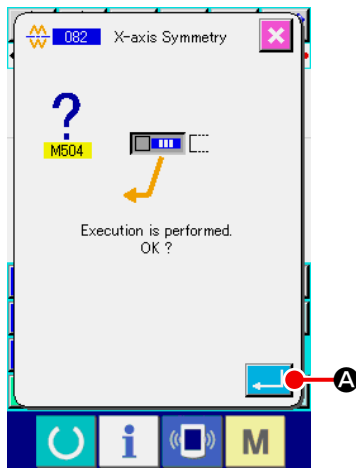 082 X-axis Symmetry
?
M504
Execution is performed.
OK ?
A
i
M